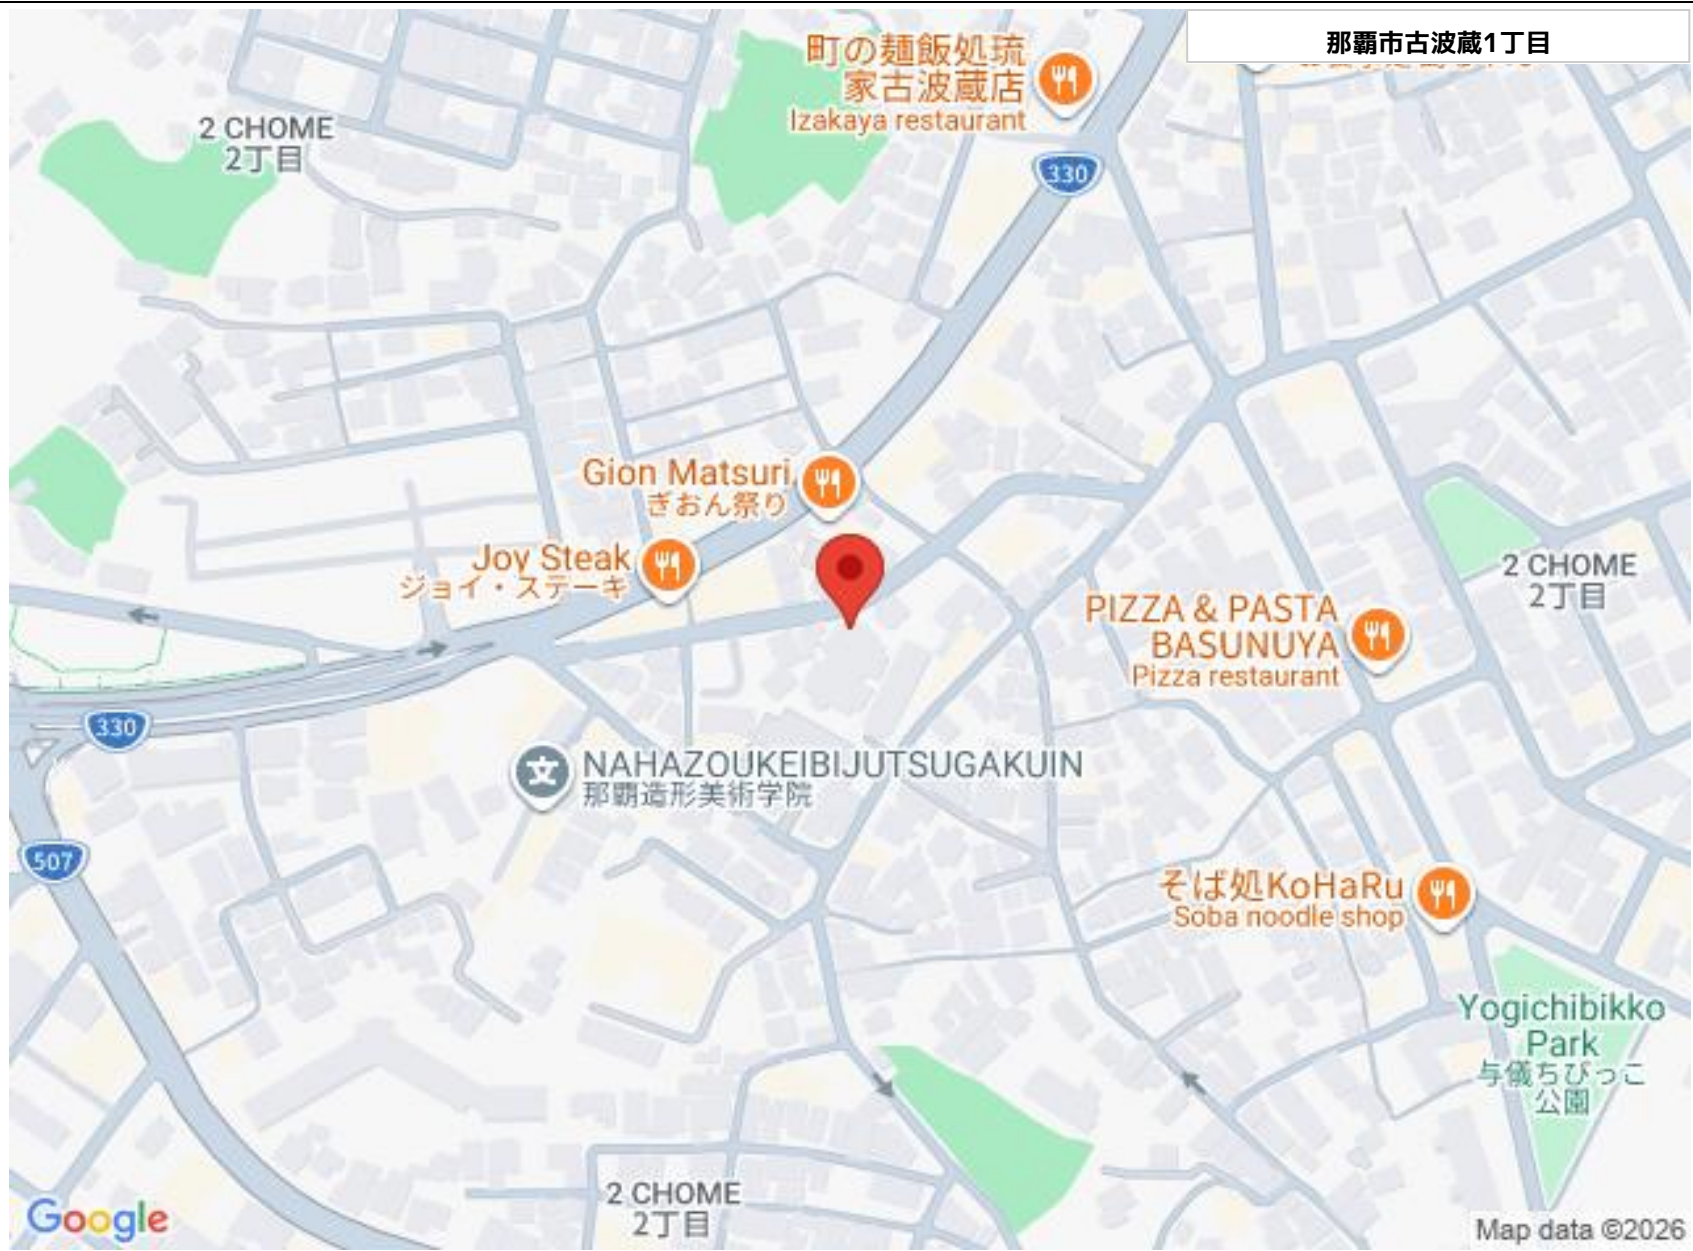 那覇市古波蔵1丁目
町の麺飯処琉
家古波蔵店
Izakaya restaurant
2 CHOME
2丁目
330
Gion Matsuri
ぎおん祭り
Joy Steak
ジョイ・ステーキ
2 CHOME
2丁目
PIZZA & PASTA
BASUNUYA
Pizza restaurant
330
NAHAZOUKEIBIJUTSUGAKUIN
那覇造形美術学院
507
そば処KoHaRu
Soba noodle shop
Yogichibikko
Park
与儀ちびっこ
公園
2 CHOME
2丁目
Google
Map data ©2026